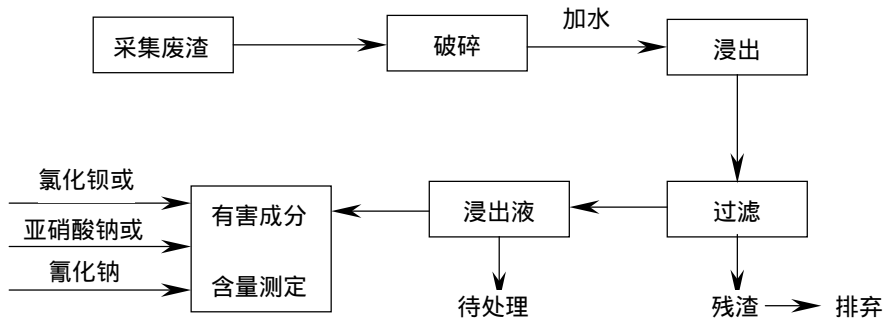 采集废渣
破碎
加水
浸出
氯化钡或
亚硝酸钠或
氰化钠
有害成分
含量测定
浸出液
过滤
待处理
残渣
排弃